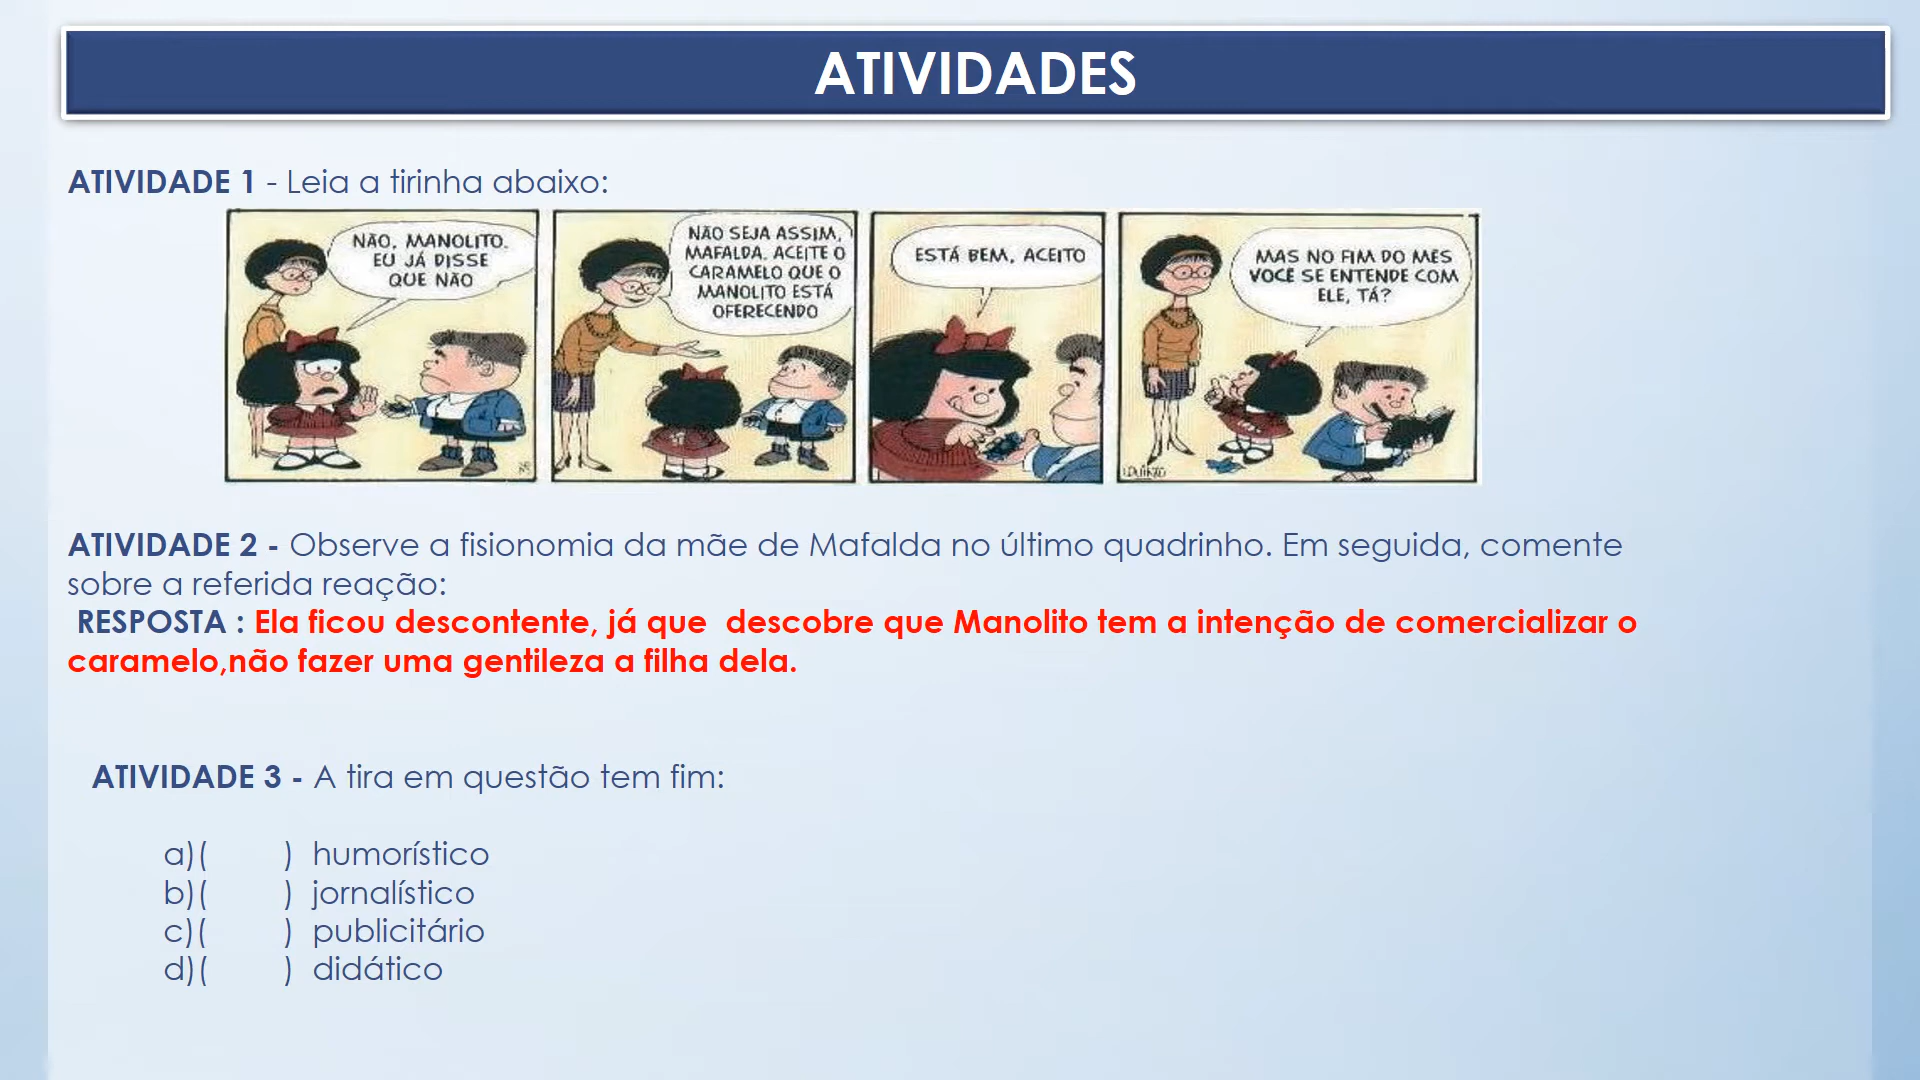 ATIVIDADES
ATIVIDADE 1 - Leia a tirinha abaixo:
NÃO, MANOLITO.
EU JÁ DISSE
QUE NÃO
NÃO SEJA ASSIM,
MAFALDA. ACEITE O
CARAMELO QUE O
MANOLITO ESTÁ
OFERECENDO
ESTÁ BEM, ACEITO
MAS NO FIM DO MES
VOCÊ SE ENTENDE COM
ELE, TÁ?
QUINO
ATIVIDADE 2 - Observe a fisionomia da mãe de Mafalda no último quadrinho. Em seguida, comente
sobre a referida reação:
RESPOSTA : Ela ficou descontente, já que descobre que Manolito tem a intenção de comercializar o
caramelo,não fazer uma gentileza a filha dela.
ATIVIDADE 3 - A tira em questão tem fim:
a)( ) humorístico
b)( ) jornalístico
c)( ) publicitário
d)( ) didático